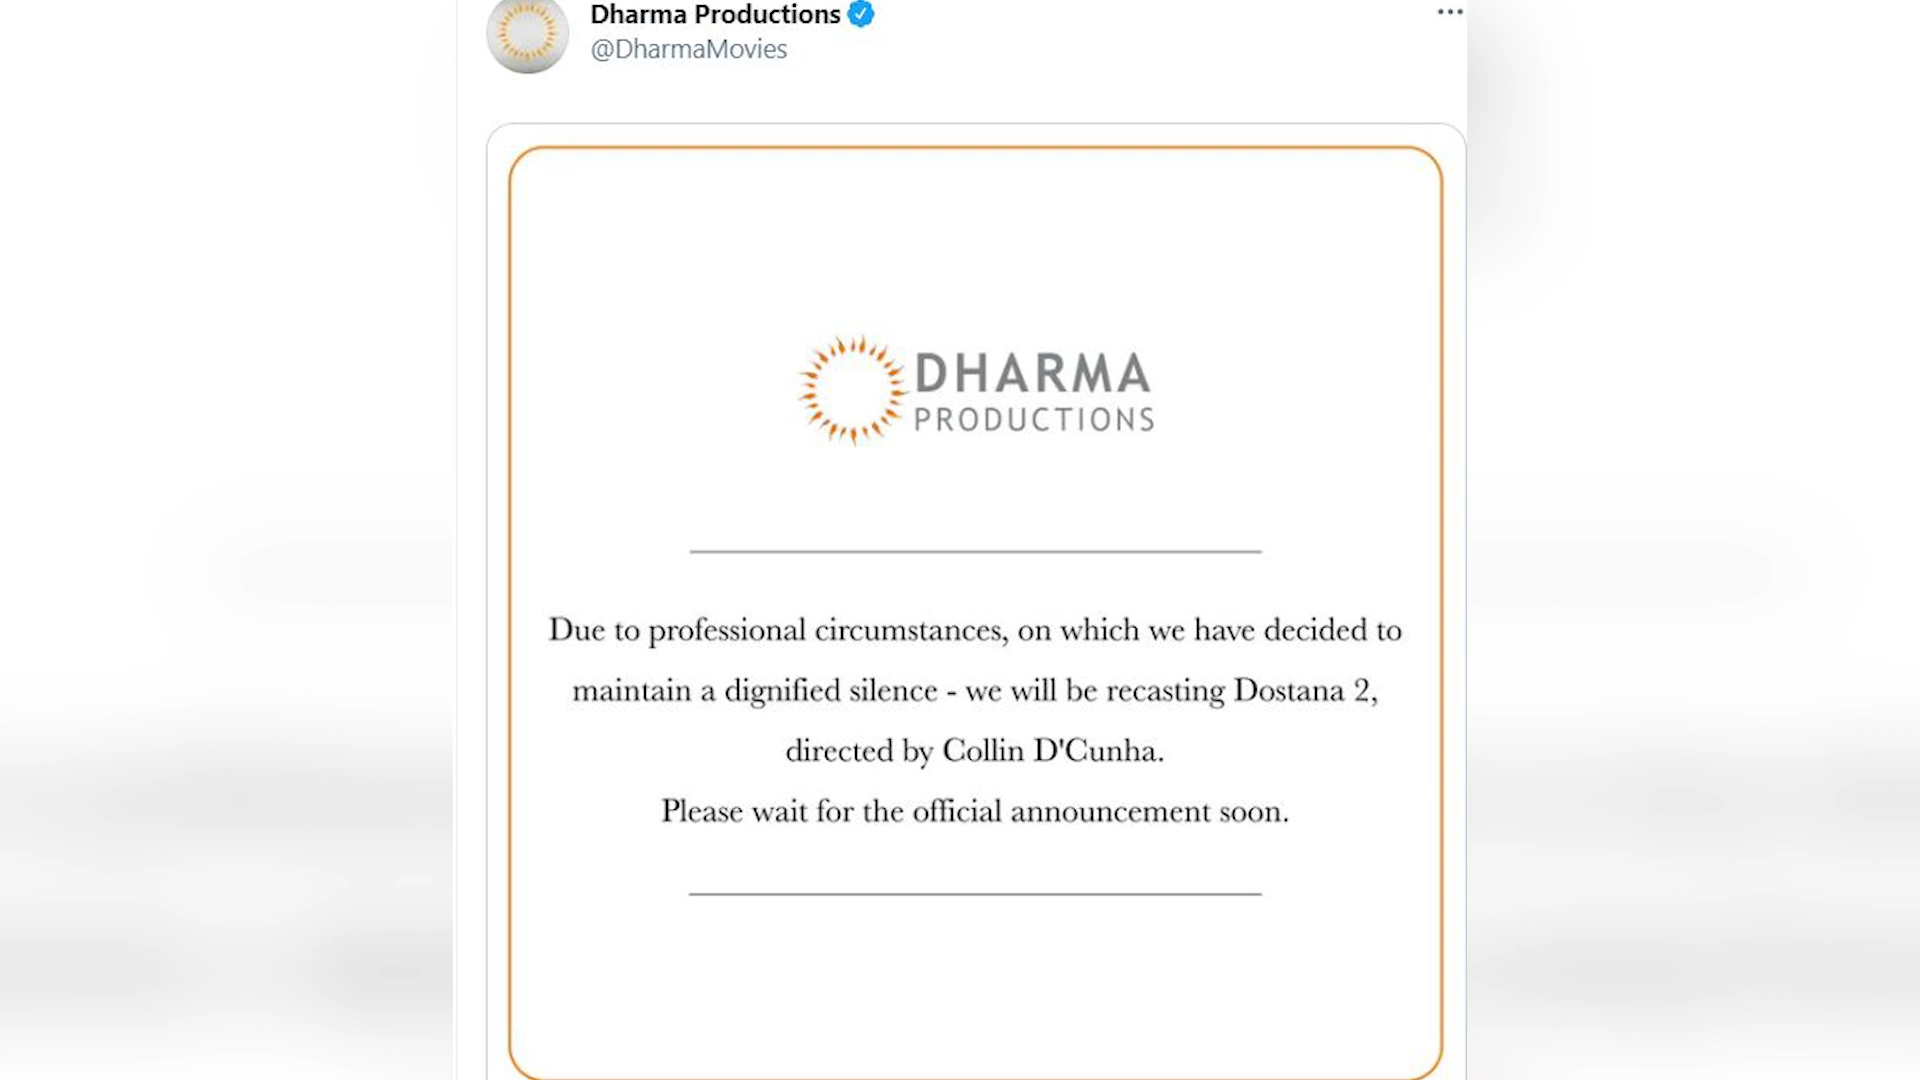 Dharma Productions
@DharmaMovies
DHARMA
PRODUCTIONS
Due to professional circumstances, on which we have decided to
maintain a dignified silence - we will be recasting Dostana 2,
directed by Collin D'Cunha.
Please wait for the official announcement soon.